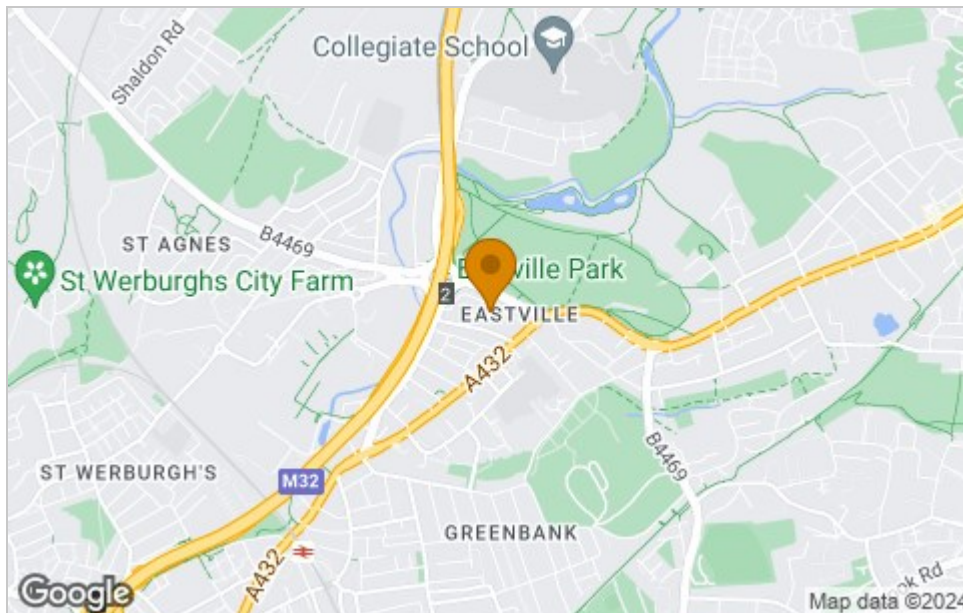 Collegiate School
Shaldon Rd
ST AGNES
B4469
St Werburghs City Farm
ville Park
2
EASTVILLE
A432
B4469
ST WERBURGH'S
M32
GREENBANK
A432
Google
Rd
Map data ©2024